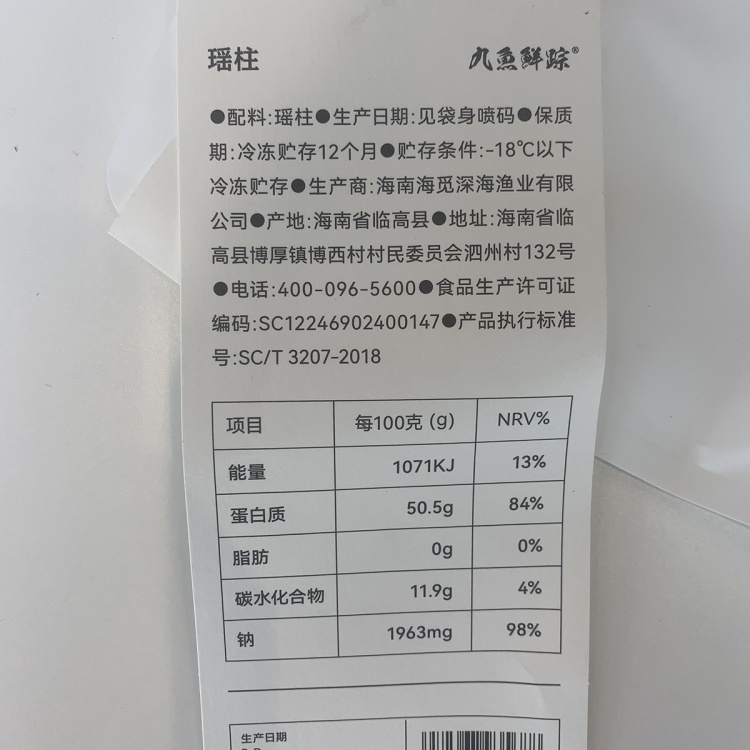 瑶柱 九魚鲜踪®
●配料:瑶柱●生产日期:见袋身喷码●保质
期:冷冻贮存12个月●贮存条件:-18℃以下
冷冻贮存●生产商:海南海觅深海渔业有限
公司●产地:海南省临高县●地址:海南省临
高县博厚镇博西村村民委员会泗州村132号
●电话:400-096-5600●食品生产许可证
编码:SC12246902400147●产品执行标准
号:SC/T 3207-2018
项目 每100克 (g) NRV%
能量 1071KJ 13%
蛋白质 50.5g 84%
脂肪 0g 0%
碳水化合物 11.9g 4%
钠 1963mg 98%
生产日期